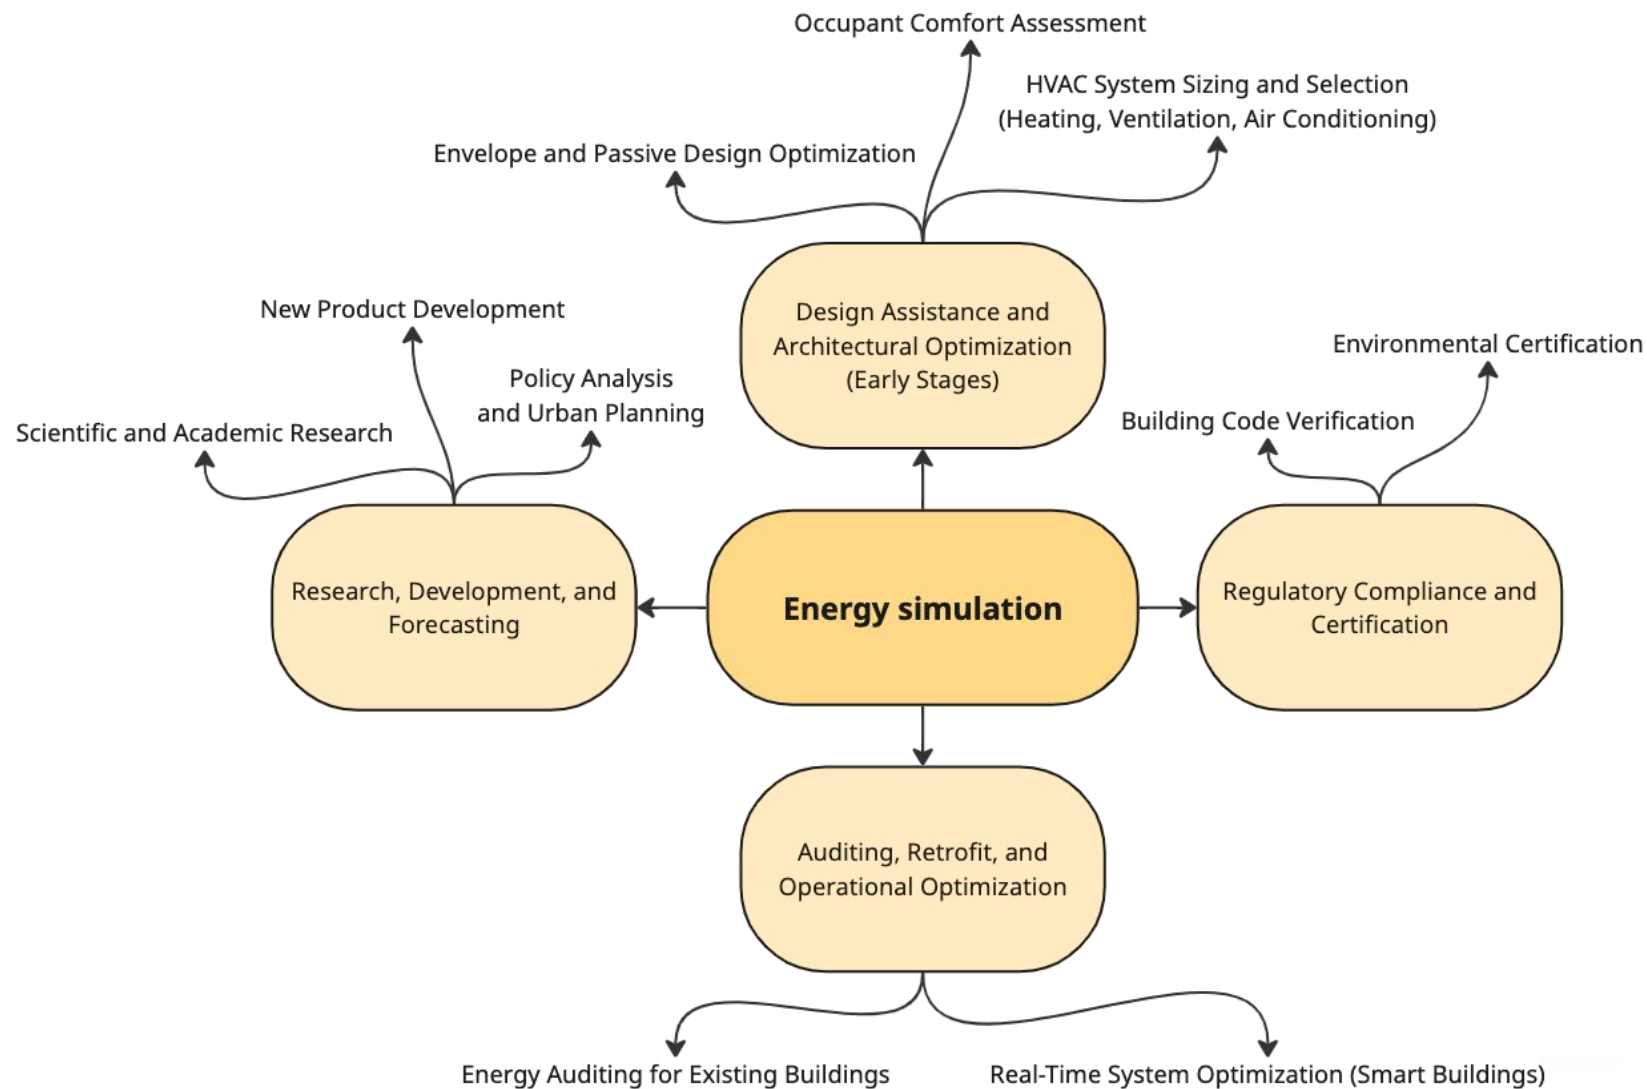 Occupant Comfort Assessment
HVAC System Sizing and Selection
(Heating, Ventilation, Air Conditioning)
Envelope and Passive Design Optimization
Design Assistance and
Architectural Optimization
(Early Stages)
New Product Development
Policy Analysis
and Urban Planning
Scientific and Academic Research
Environmental Certification
Building Code Verification
Research, Development, and
Forecasting
Energy simulation
Regulatory Compliance and
Certification
Auditing, Retrofit, and
Operational Optimization
Energy Auditing for Existing Buildings
Real-Time System Optimization (Smart Buildings)